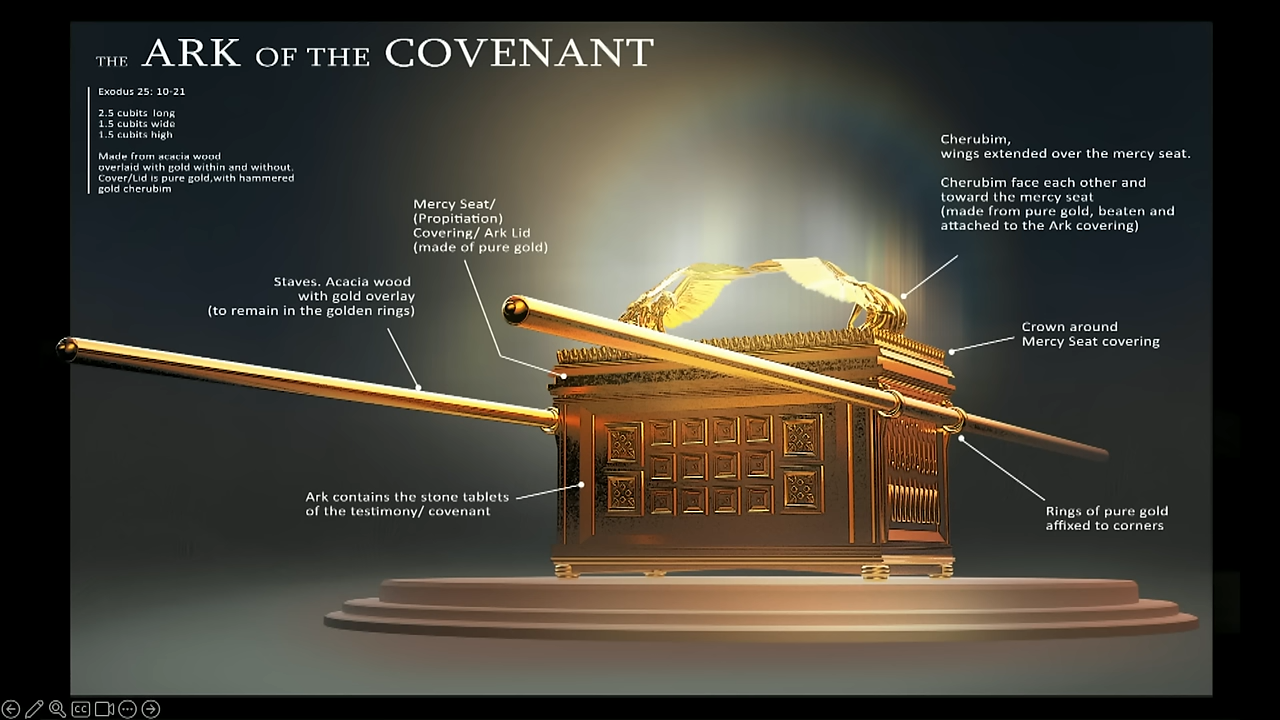 THE ARK OF THE COVENANT
Exodus 25: 10-21
2.5 cubits long
1.5 cubits wide
1.5 cubits high
Made from acacia wood
overlaid with gold within and without.
Cover/Lid is pure gold,with hammered
gold cherubim
Mercy Seat/
(Propitiation)
Covering/ Ark Lid
(made of pure gold)
Staves. Acacia wood
with gold overlay
(to remain in the golden rings)
Cherubim,
wings extended over the mercy seat.
Cherubim face each other and
toward the mercy seat
(made from pure gold, beaten and
attached to the Ark covering)
Crown around
Mercy Seat covering
Ark contains the stone tablets
of the testimony/ covenant
Rings of pure gold
affixed to corners
CC